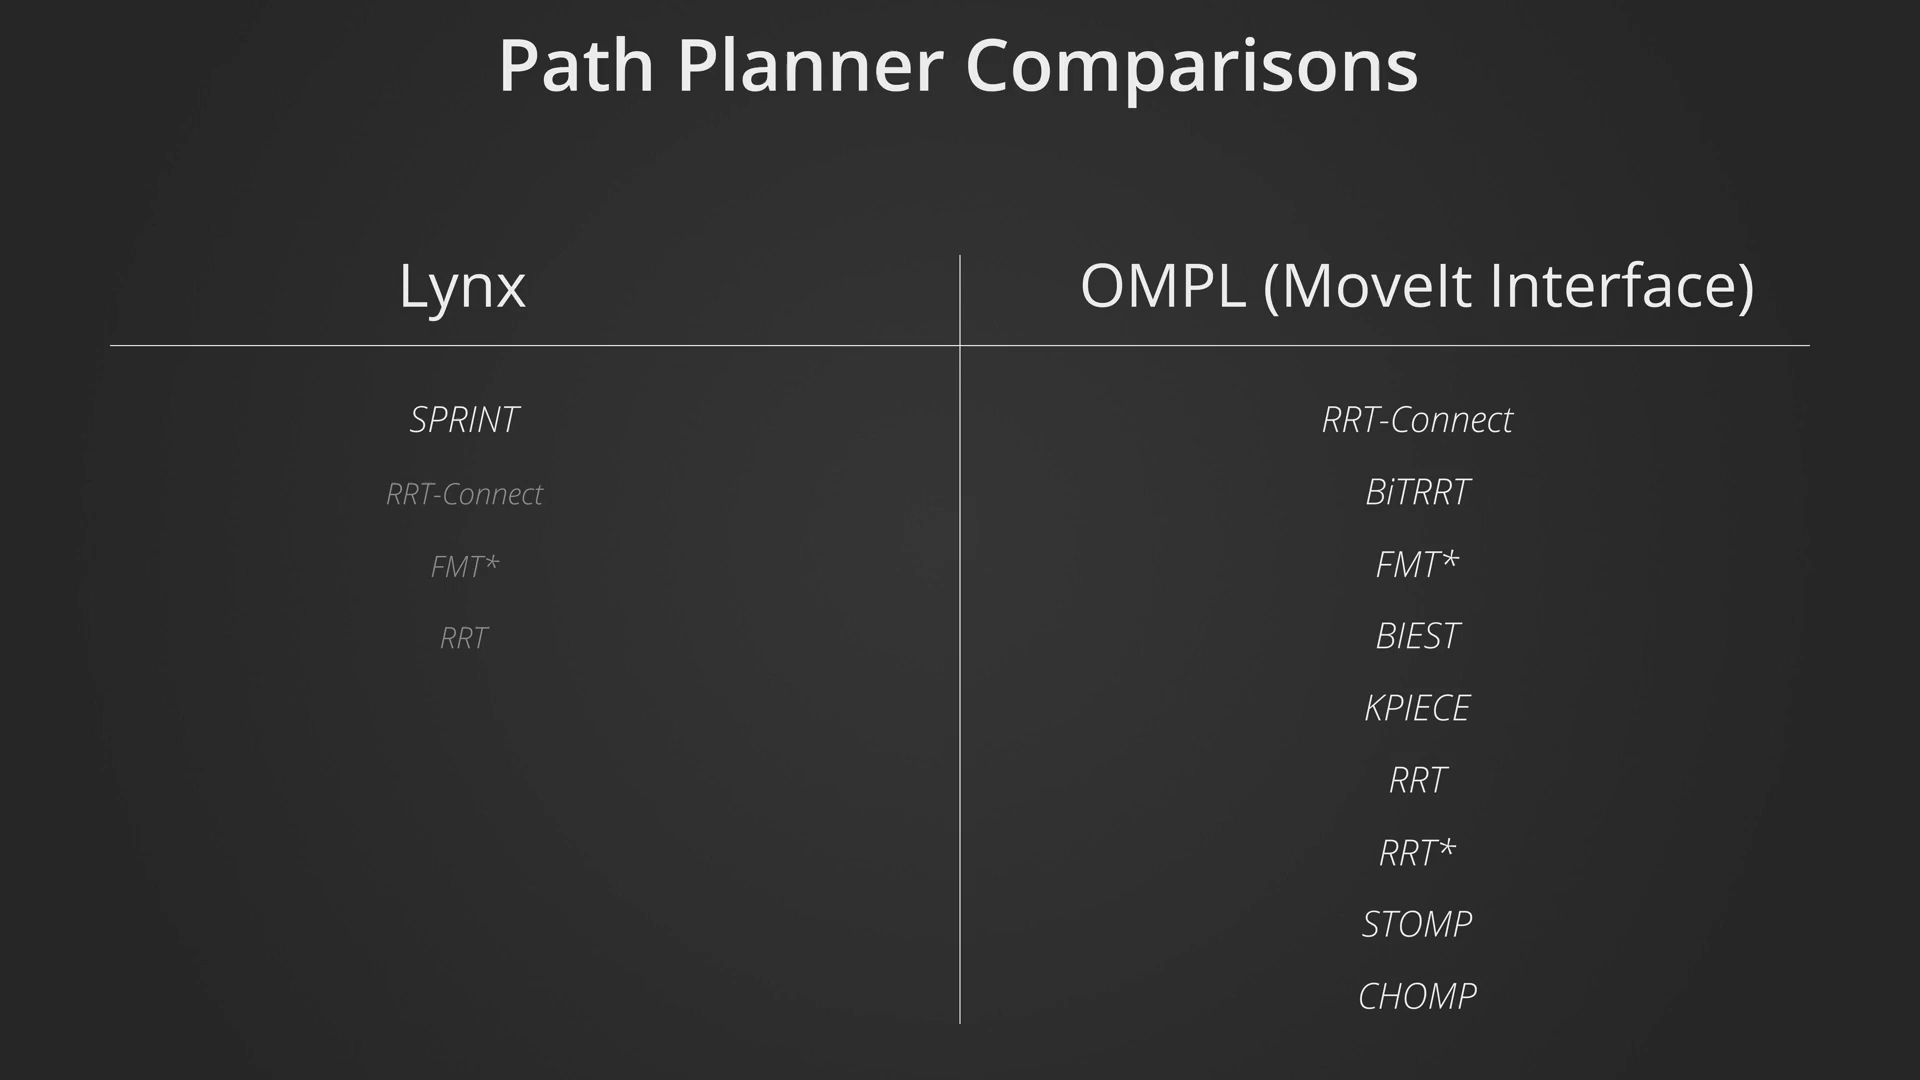 Path Planner Comparisons
Lynx
OMPL (MoveIt Interface)
SPRINT
RRT-Connect
FMT*
RRT
RRT-Connect
BiTRRT
FMT*
BIEST
KPIECE
RRT
RRT*
STOMP
CHOMP